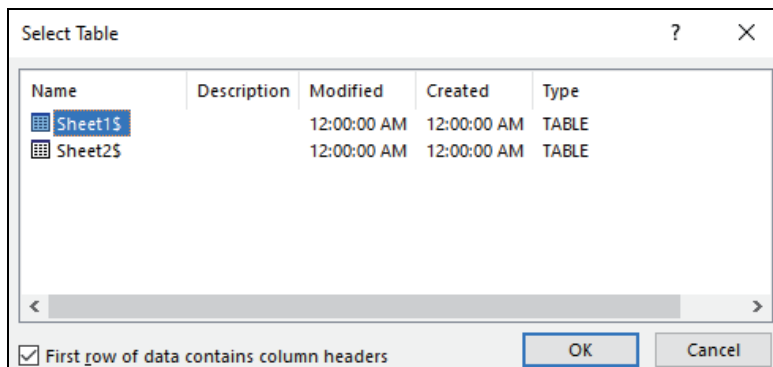 Select Table ?
Name Description Modified Created Type
Sheet1$ 12:00:00 AM 12:00:00 AM TABLE
Sheet2$ 12:00:00 AM 12:00:00 AM TABLE
First row of data contains column headers OK Cancel